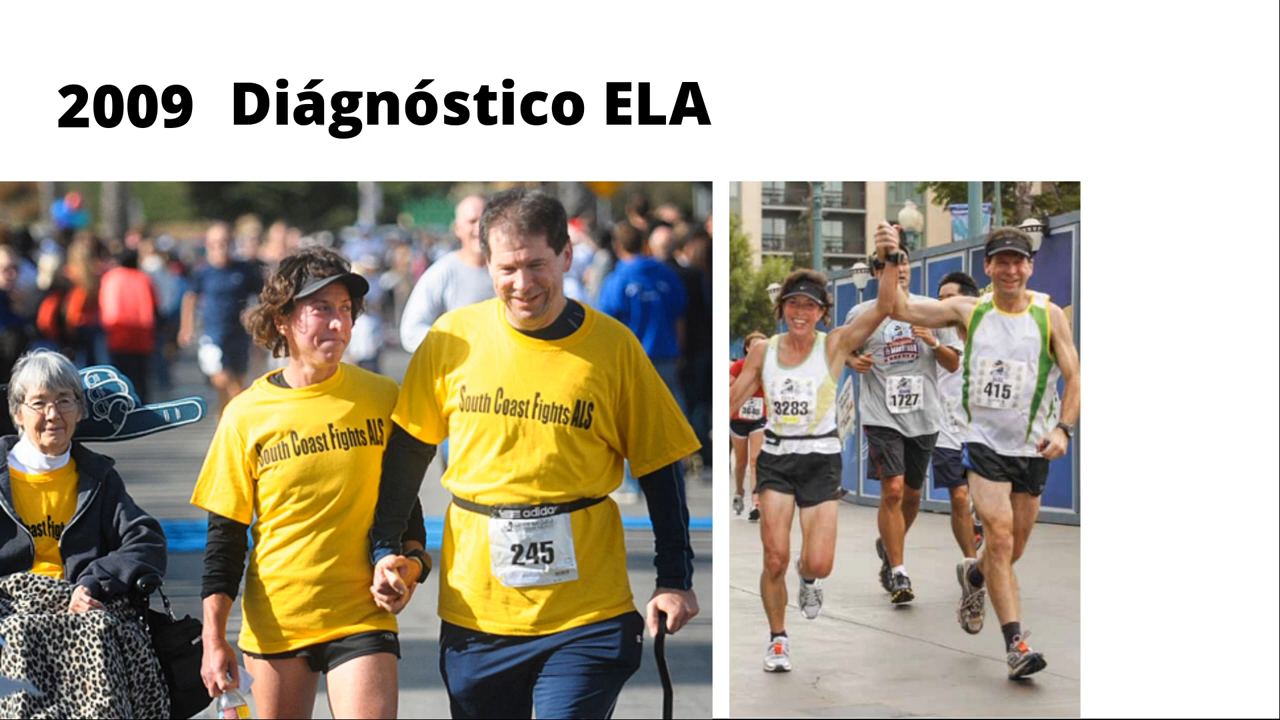 2009 Diágnóstico ELA
South Coast Fights ALS
South Coast Fights ALS
adidas
245
3283
1727
415